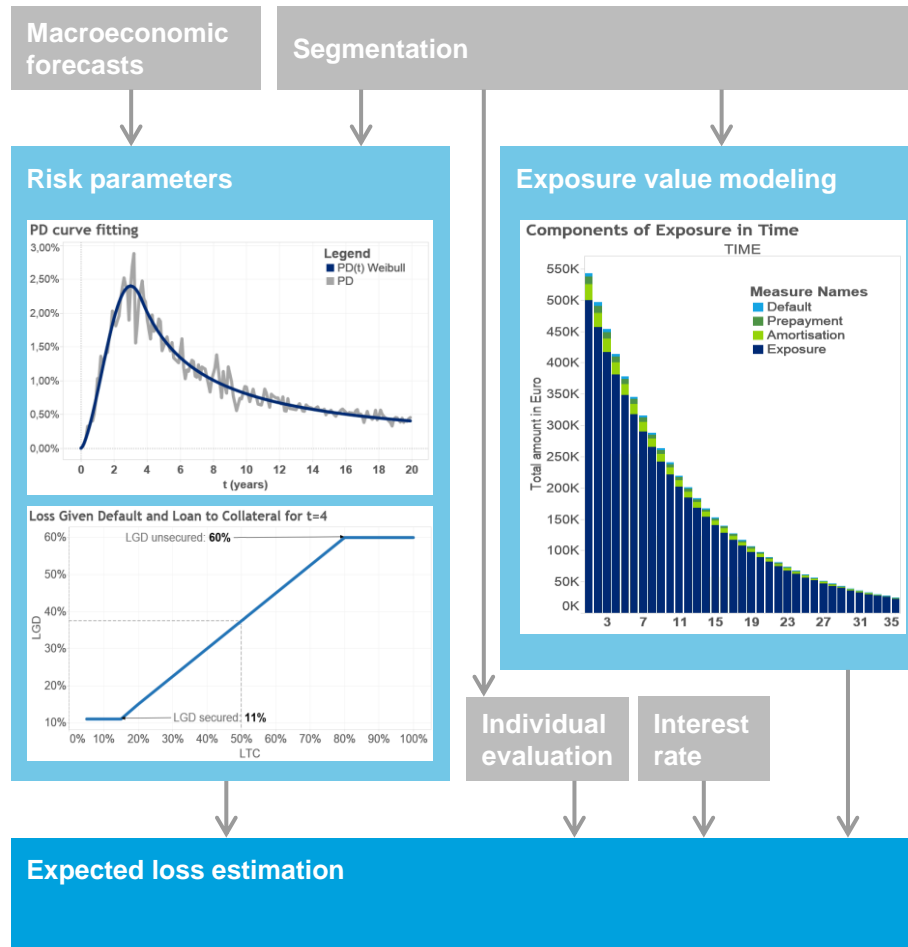 Macroeconomic
forecasts
Segmentation
Risk parameters
PD curve fitting
3,00%
2,50%
2,00%
1,50%
1,00%
0,50%
0,00%
Legend
PD(t) Weibull
PD
0 2 4 6 8 10 12 14 16 18 20
t (years)
Loss Given Default and Loan to Collateral for t=4
60%
50%
40%
30%
20%
10%
LGD
LGD unsecured: 60%
LGD secured: 11%
0% 10% 20% 30% 40% 50% 60% 70% 80% 90% 100%
LTC
Exposure value modeling
Components of Exposure in Time
TIME
550K
500K
450K
400K
350K
300K
250K
200K
150K
100K
50K
0K
Total amount in Euro
Measure Names
Default
Prepayment
Amortisation
Exposure
3 7 11 15 19 23 27 31 35
Individual
evaluation
Interest
rate
Expected loss estimation